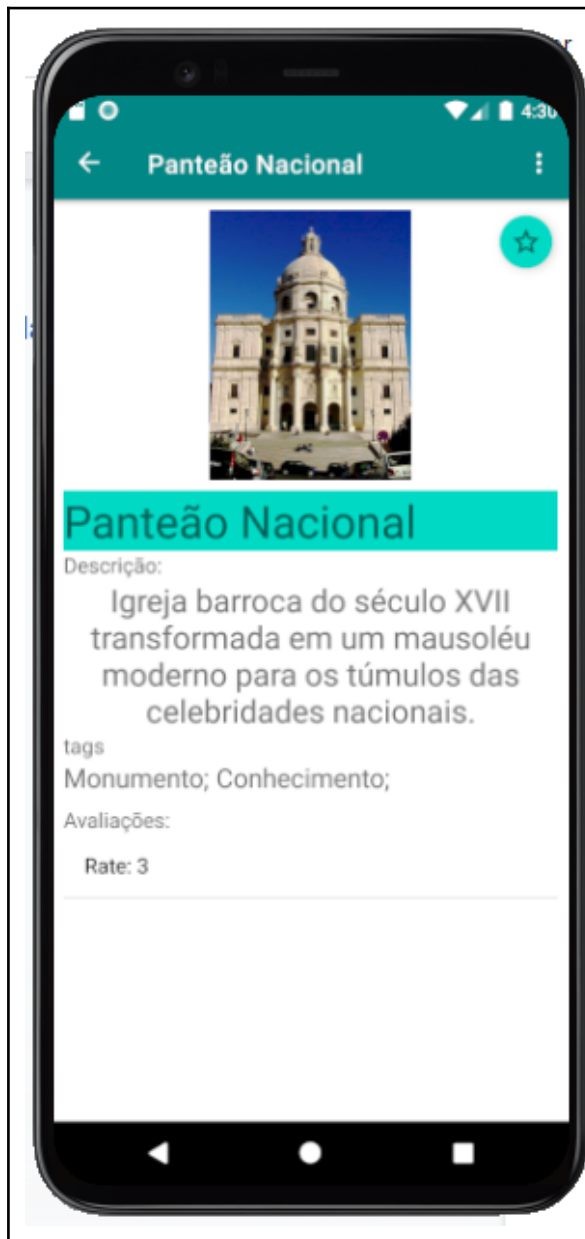 4:30
Panteão Nacional
Panteão Nacional
Descrição:
Igreja barroca do século XVII
transformada em um mausoléu
moderno para os túmulos das
celebridades nacionais.
tags
Monumento; Conhecimento;
Avaliações:
Rate: 3